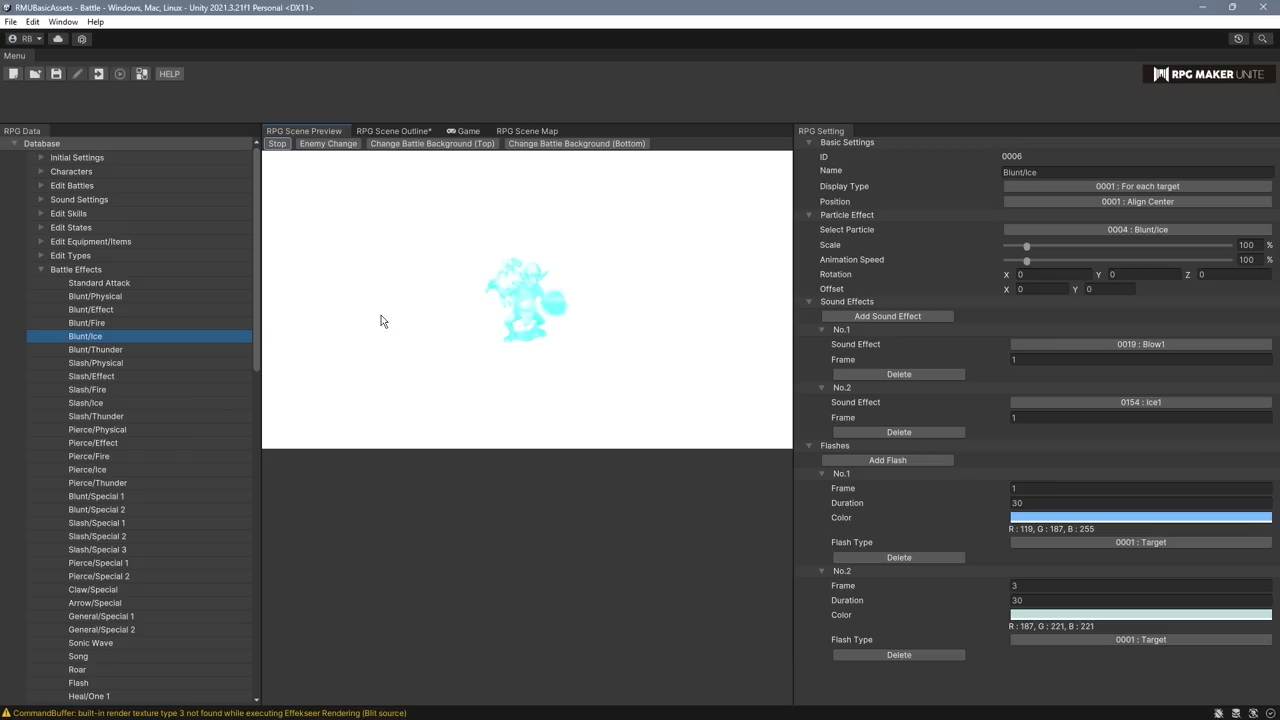 RMUBasicAssets - Battle - Windows, Mac, Linux - Unity 2021.3.21f1 Personal <DX11>
File Edit Window Help
RB
Menu
HELP
RPG MAKER UNITE
RPG Data
Database
Initial Settings
Characters
Edit Battles
Sound Settings
Edit Skills
Edit States
Edit Equipment/Items
Edit Types
Battle Effects
Standard Attack
Blunt/Physical
Blunt/Effect
Blunt/Fire
Blunt/Ice
Blunt/Thunder
Slash/Physical
Slash/Effect
Slash/Fire
Slash/Ice
Slash/Thunder
Pierce/Physical
Pierce/Effect
Pierce/Fire
Pierce/Ice
Pierce/Thunder
Blunt/Special 1
Blunt/Special 2
Slash/Special 1
Slash/Special 2
Slash/Special 3
Pierce/Special 1
Pierce/Special 2
Claw/Special
Arrow/Special
General/Special 1
General/Special 2
Sonic Wave
Song
Roar
Flash
Heal/One 1
RPG Scene Preview RPG Scene Outline* Game RPG Scene Map
Stop Enemy Change Change Battle Background (Top) Change Battle Background (Bottom)
RPG Setting
Basic Settings
ID 0006
Name Blunt/Ice
Display Type 0001 : For each target
Position 0001 : Align Center
Particle Effect
Select Particle 0004 : Blunt/Ice
Scale 100 %
Animation Speed 100 %
Rotation X 0 Y 0 Z 0
Offset X 0 Y 0
Sound Effects
Add Sound Effect
No.1
Sound Effect 0019 : Blow1
Frame 1
Delete
No.2
Sound Effect 0154 : Ice1
Frame 1
Delete
Flashes
Add Flash
No.1
Frame 1
Duration 30
Color
R : 119, G : 187, B : 255
Flash Type 0001 : Target
Delete
No.2
Frame 3
Duration 30
Color
R : 187, G : 221, B : 221
Flash Type 0001 : Target
Delete
CommandBuffer: built-in render texture type 3 not found while executing Effekseer Rendering (Blit source)